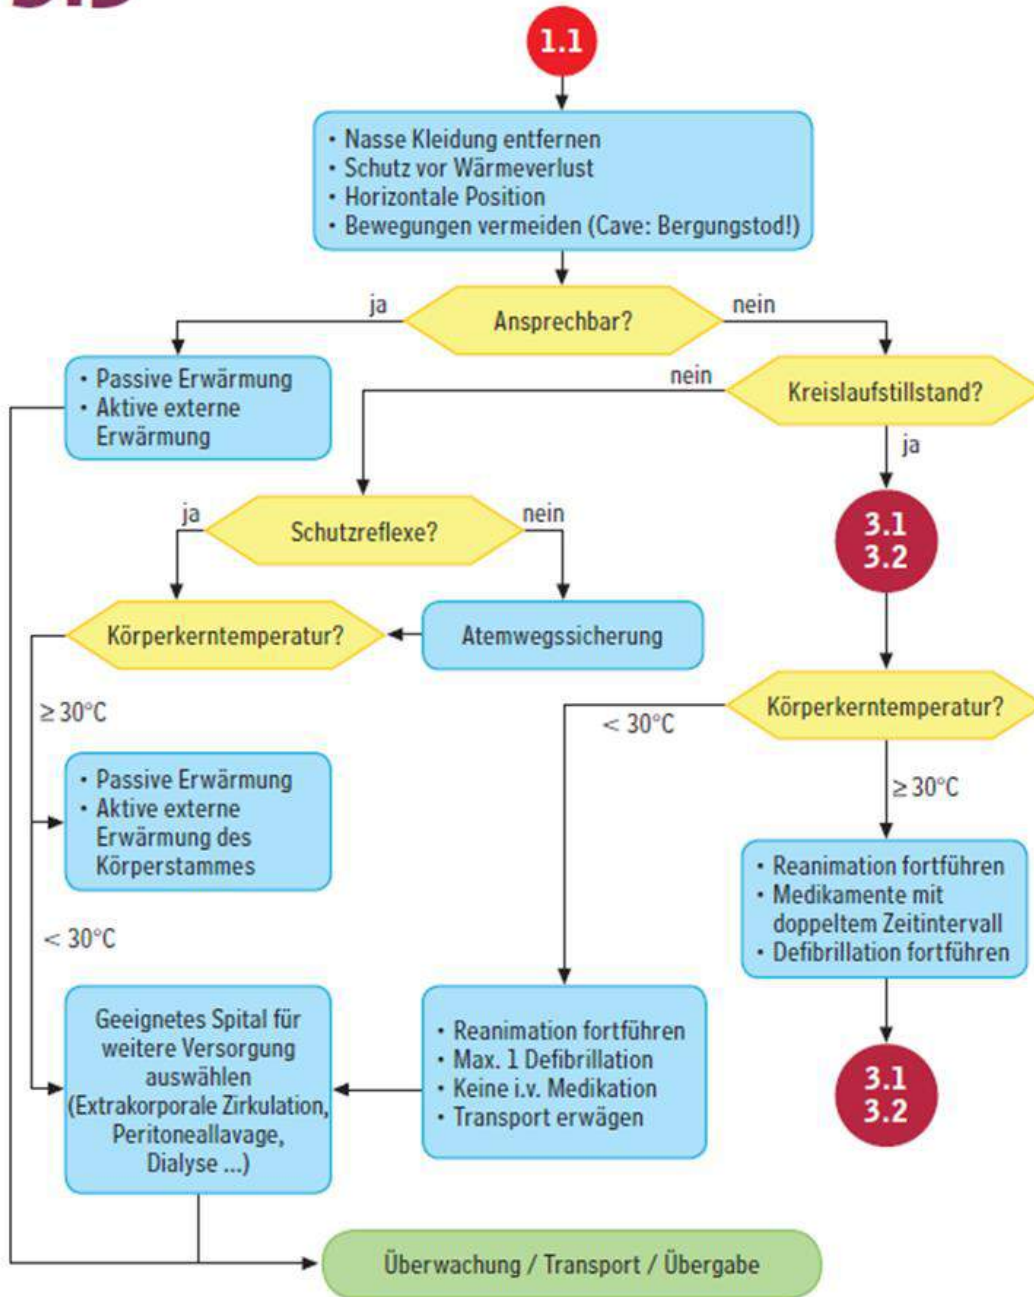 1.1
• Nasse Kleidung entfernen
• Schutz vor Wärmeverlust
• Horizontale Position
• Bewegungen vermeiden (Cave: Bergungstod!)
ja
Ansprechbar?
nein
• Passive Erwärmung
• Aktive externe
Erwärmung
nein
Kreislaufstillstand?
ja
ja
Schutzreflexe?
nein
3.1
3.2
Körperkerntemperatur?
Atemwegssicherung
≥ 30°C
< 30°C
Körperkerntemperatur?
≥ 30°C
• Passive Erwärmung
• Aktive externe
Erwärmung des
Körperstammes
• Reanimation fortführen
• Medikamente mit
doppeltem Zeitintervall
• Defibrillation fortführen
< 30°C
Geeignetes Spital für
weitere Versorgung
auswählen
(Extrakorporale Zirkulation,
Peritoneallavage,
Dialyse ...)
• Reanimation fortführen
• Max. 1 Defibrillation
• Keine i.v. Medikation
• Transport erwägen
3.1
3.2
Überwachung / Transport / Übergabe